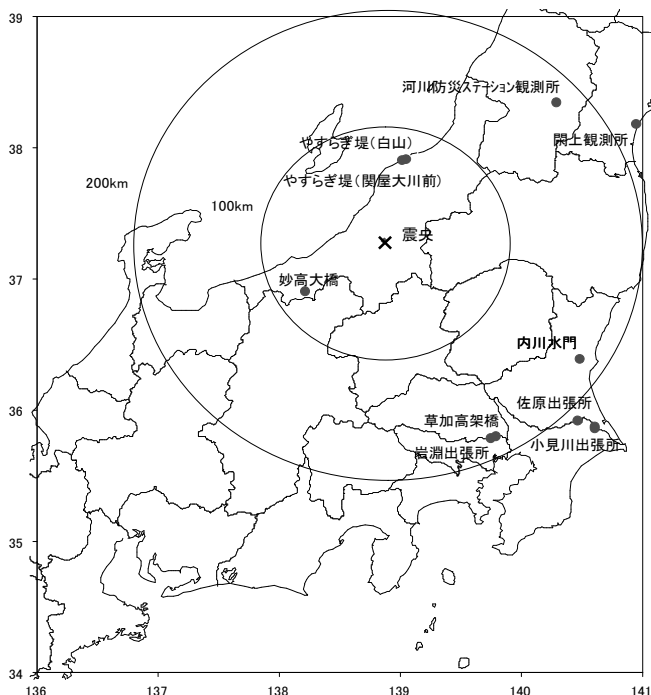 39
河川防災ステーション観測所
閖上観測所
38
やすらぎ堤(白山)
やすらぎ堤(関屋大川前)
200km
100km
震央
妙高大橋
37
内川水門
佐原出張所
36
草加高架橋
小見川出張所
岩淵出張所
35
34
136
137
138
139
140
141